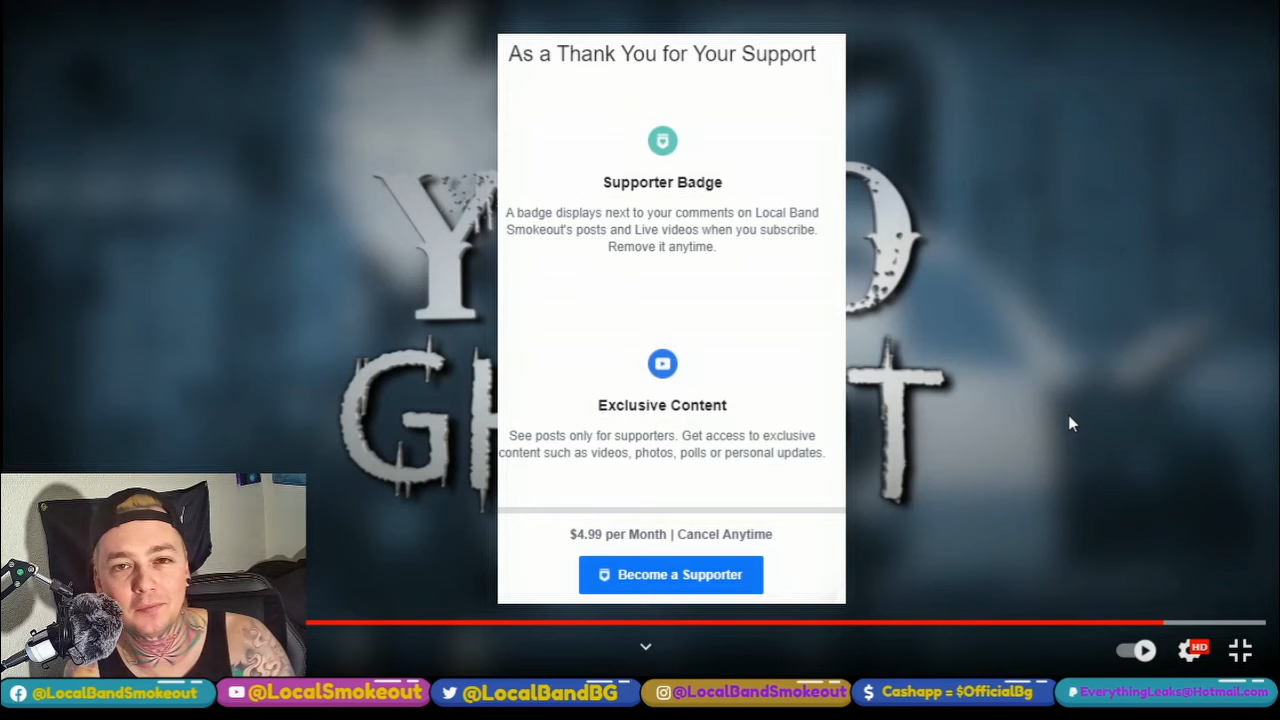 As a Thank You for Your Support
Supporter Badge
A badge displays next to your comments on Local Band
Smokeout's posts and Live videos when you subscribe.
Remove it anytime.
Exclusive Content
See posts only for supporters. Get access to exclusive
content such as videos, photos, polls or personal updates.
$4.99 per Month | Cancel Anytime
Become a Supporter
HD
@LocalBandSmokeout
@LocalSmokeout
@LocalBandBG
@LocalBandSmokeout
Cashapp = $OfficialBg
EverythingLeaks@Hotmail.com